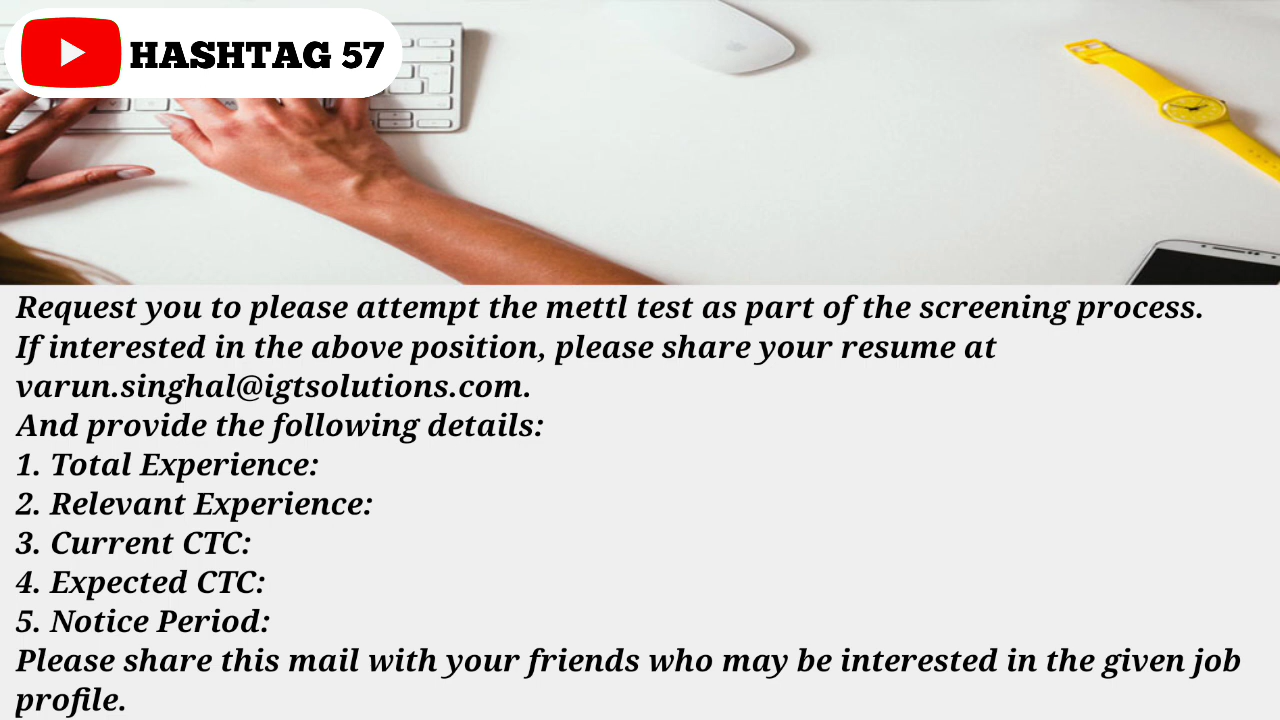 HASHTAG 57
Request you to please attempt the mettl test as part of the screening process.
If interested in the above position, please share your resume at
varun.singhal@igtsolutions.com.
And provide the following details:
1. Total Experience:
2. Relevant Experience:
3. Current CTC:
4. Expected CTC:
5. Notice Period:
Please share this mail with your friends who may be interested in the given job
profile.